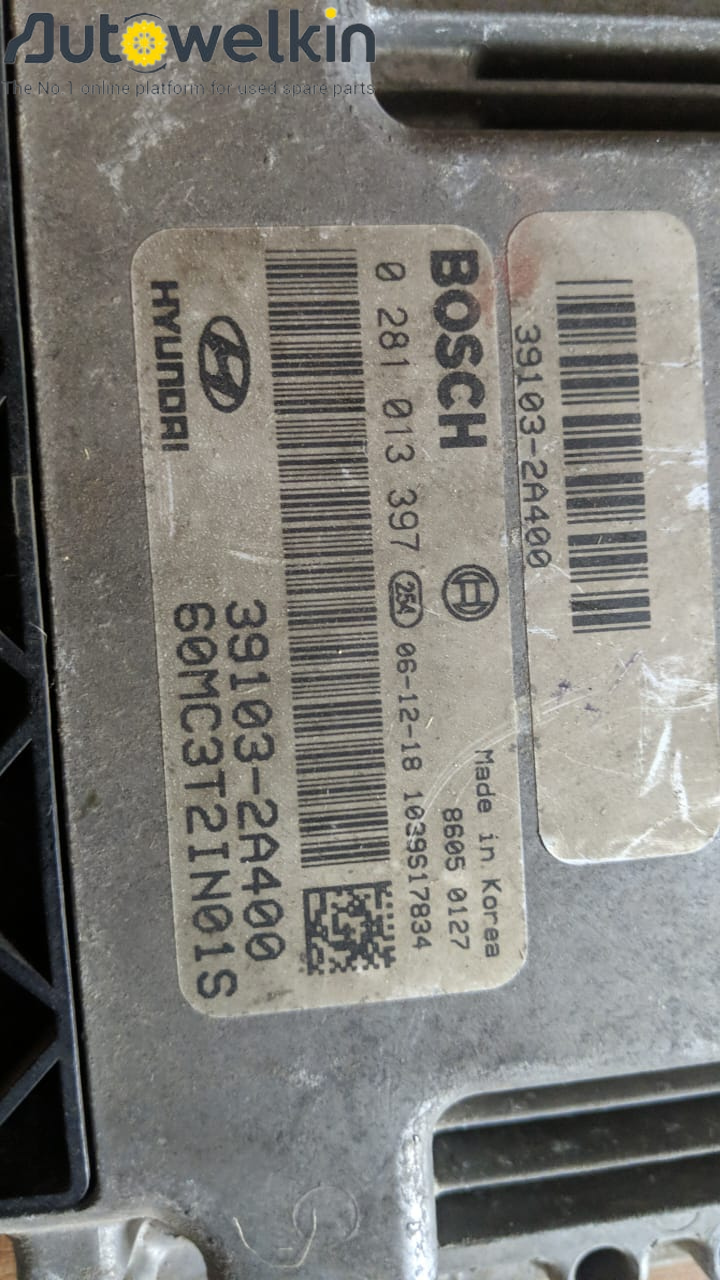 Autowelkin
The No·1 online platform for used spare parts
39103-2A400
BOSCH
Made in Korea
8605 0127
0 281 013 397 254 06-12-18 1039S17834
HYUNDAI
39103-2A400
60MC3T2IN01S